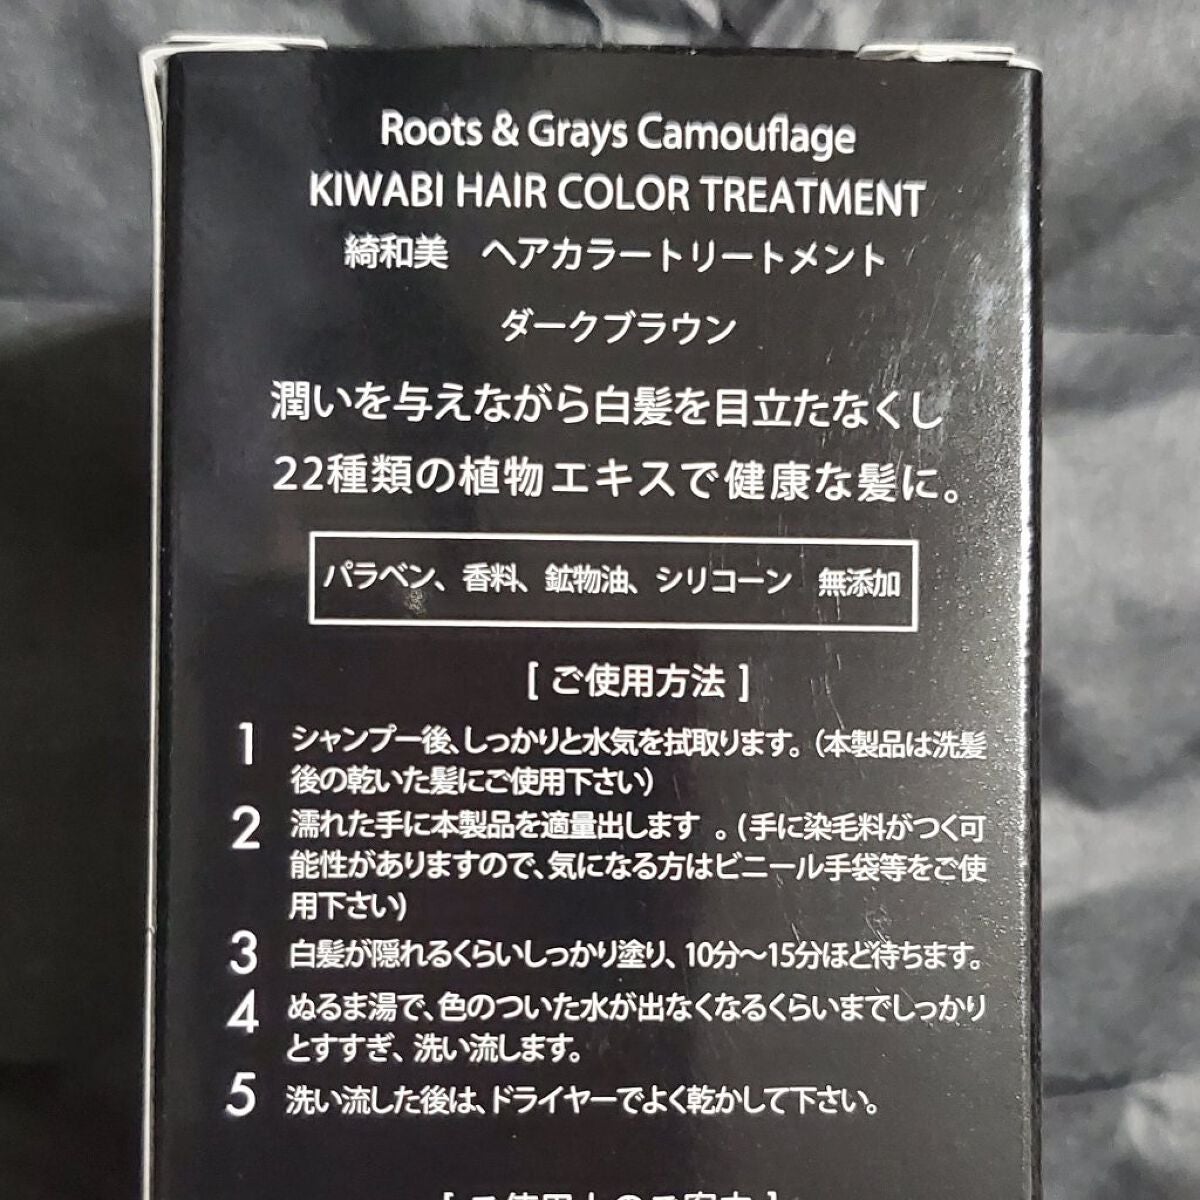 Roots & Grays Camouflage
KIWABI HAIR COLOR TREATMENT
綺和美　ヘアカラートリートメント
ダークブラウン
潤いを与えながら白髪を目立たなくし
22種類の植物エキスで健康な髪に。
パラベン、香料、鉱物油、シリコーン　無添加
[ ご使用方法 ]
1 シャンプー後、しっかりと水気を拭取ります。（本製品は洗髪
後の乾いた髪にご使用下さい）
2 濡れた手に本製品を適量出します 。(手に染毛料がつく可
能性がありますので、気になる方はビニール手袋等をご使
用下さい)
3 白髪が隠れるくらいしっかり塗り、10分～15分ほど待ちます。
4 ぬるま湯で、色のついた水が出なくなるくらいまでしっかり
とすすぎ、洗い流します。
5 洗い流した後は、ドライヤーでよく乾かして下さい。